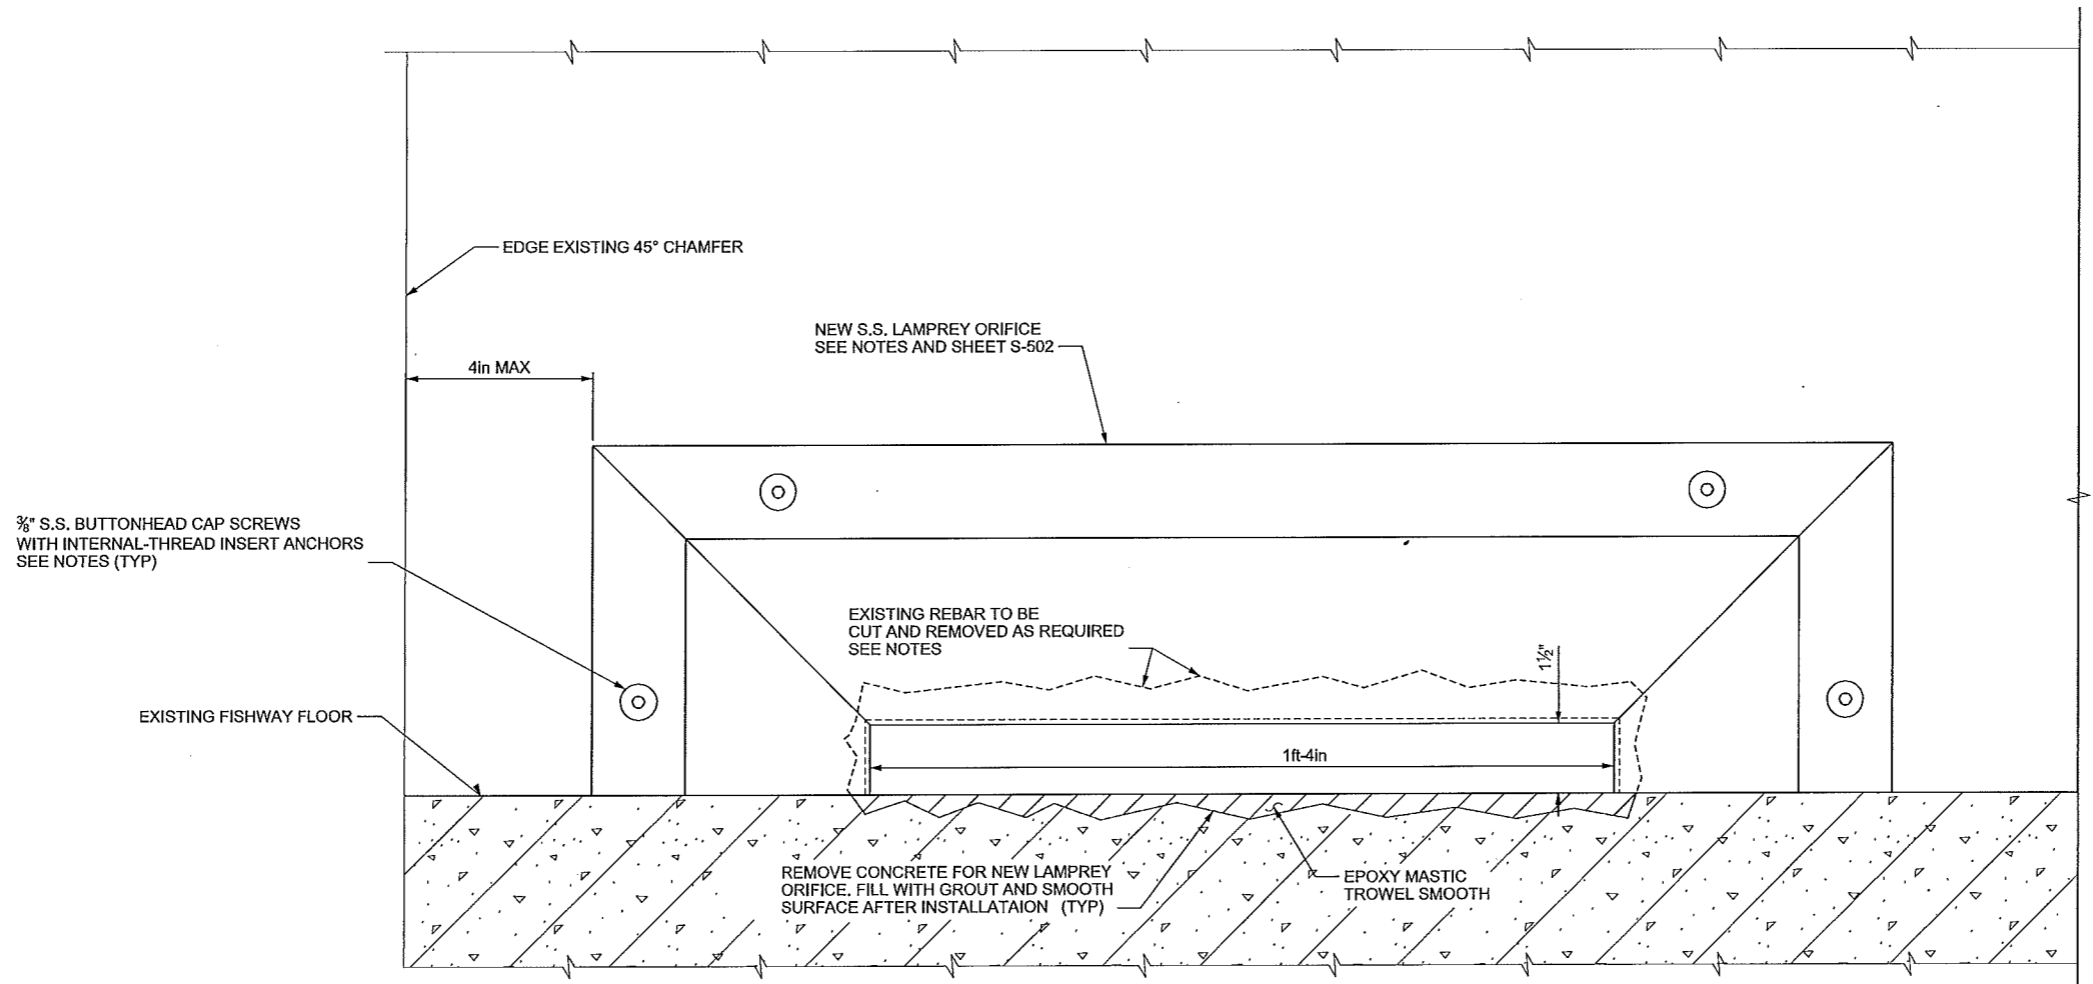 EDGE EXISTING 45° CHAMFER
NEW S.S. LAMPREY ORIFICE
SEE NOTES AND SHEET S-502
4in MAX
⅜" S.S. BUTTONHEAD CAP SCREWS
WITH INTERNAL-THREAD INSERT ANCHORS
SEE NOTES (TYP)
EXISTING REBAR TO BE
CUT AND REMOVED AS REQUIRED
SEE NOTES
1½"
EXISTING FISHWAY FLOOR
1ft-4in
REMOVE CONCRETE FOR NEW LAMPREY
ORIFICE. FILL WITH GROUT AND SMOOTH
SURFACE AFTER INSTALLATAION (TYP)
EPOXY MASTIC
TROWEL SMOOTH